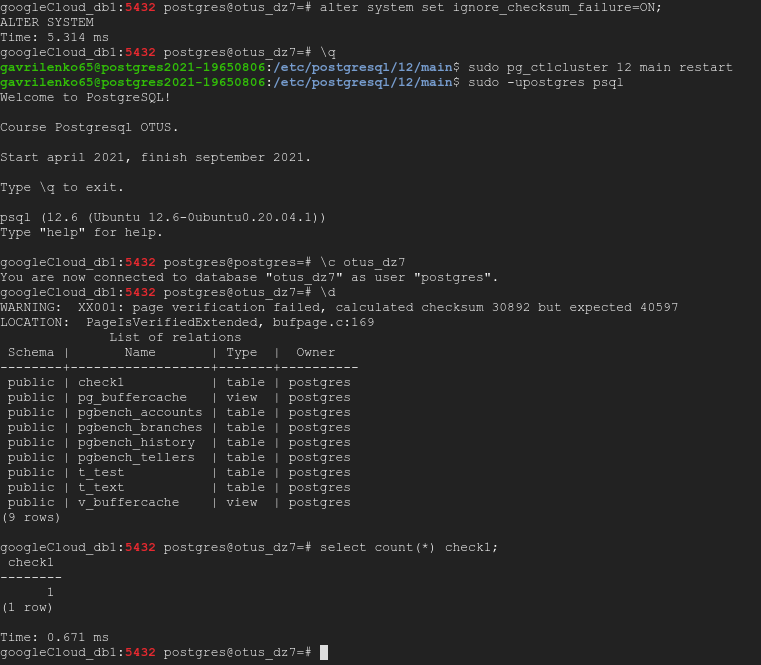 googleCloud_db1:5432 postgres@otus_dz7=# alter system set ignore_checksum_failure=ON;
ALTER SYSTEM
Time: 5.314 ms
googleCloud_db1:5432 postgres@otus_dz7=# \q
gavrilenko65@postgres2021-19650806:/etc/postgresql/12/main$ sudo pg_ctlcluster 12 main restart
gavrilenko65@postgres2021-19650806:/etc/postgresql/12/main$ sudo -upostgres psql
Welcome to PostgreSQL!

Course Postgresql OTUS.

Start april 2021, finish september 2021.

Type \q to exit.

psql (12.6 (Ubuntu 12.6-0ubuntu0.20.04.1))
Type "help" for help.

googleCloud_db1:5432 postgres@postgres=# \c otus_dz7
You are now connected to database "otus_dz7" as user "postgres".
googleCloud_db1:5432 postgres@otus_dz7=# \d
WARNING:  XX001: page verification failed, calculated checksum 30892 but expected 40597
LOCATION:  PageIsVerifiedExtended, bufpage.c:169
              List of relations
 Schema |       Name       | Type  |  Owner
--------+------------------+-------+----------
 public | check1           | table | postgres
 public | pg_buffercache   | view  | postgres
 public | pgbench_accounts | table | postgres
 public | pgbench_branches | table | postgres
 public | pgbench_history  | table | postgres
 public | pgbench_tellers  | table | postgres
 public | t_test           | table | postgres
 public | t_text           | table | postgres
 public | v_buffercache    | view  | postgres
(9 rows)

googleCloud_db1:5432 postgres@otus_dz7=# select count(*) check1;
 check1
--------
      1
(1 row)

Time: 0.671 ms
googleCloud_db1:5432 postgres@otus_dz7=#